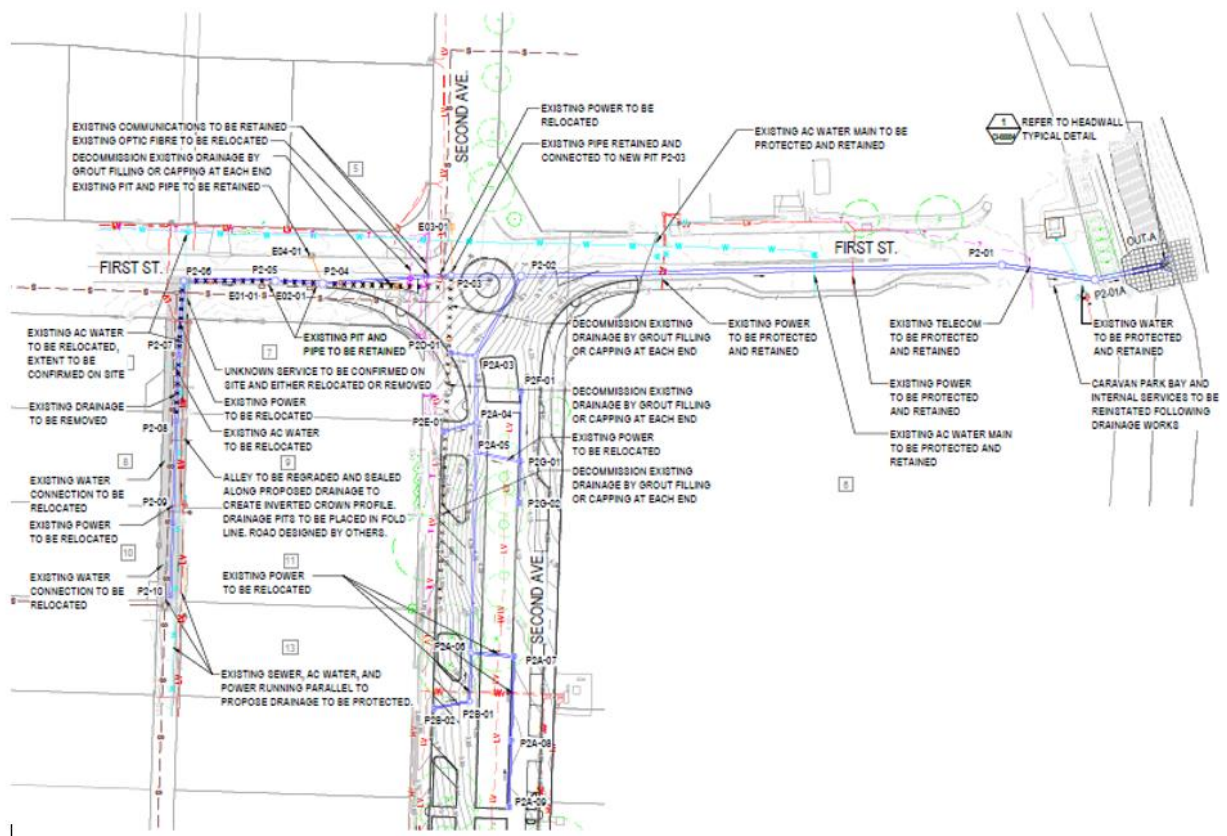 SECOND AVE.
EXISTING COMMUNICATIONS TO BE RETAINED
EXISTING OPTIC FIBRE TO BE RELOCATED
DECOMMISSION EXISTING DRAINAGE BY
GROUT FILLING OR CAPPING AT EACH END
EXISTING PIT AND PIPE TO BE RETAINED
5
EXISTING POWER TO BE
RELOCATED
EXISTING PIPE RETAINED AND
CONNECTED TO NEW PIT P2-03
EXISTING AC WATER MAIN TO BE
PROTECTED AND RETAINED
1
REFER TO HEADWALL
TYPICAL DETAIL
E03-01
E04-01
FIRST ST.
P2-06
P2-05
P2-04
P2-03
P2-02
FIRST ST.
P2-01
OUT-A
P2-01A
E01-01
E02-01
EXISTING AC WATER
TO BE RELOCATED,
EXTENT TO BE
CONFIRMED ON SITE
P2-07
EXISTING PIT AND
PIPE TO BE RETAINED
P2D-01
7
UNKNOWN SERVICE TO BE CONFIRMED ON
SITE AND EITHER RELOCATED OR REMOVED
DECOMMISSION EXISTING
DRAINAGE BY GROUT FILLING
OR CAPPING AT EACH END
EXISTING POWER
TO BE PROTECTED
AND RETAINED
EXISTING TELECOM
TO BE PROTECTED
AND RETAINED
EXISTING WATER
TO BE PROTECTED
AND RETAINED
P2A-03
P2F-01
EXISTING DRAINAGE
TO BE REMOVED
EXISTING POWER
TO BE RELOCATED
P2-08
EXISTING AC WATER
TO BE RELOCATED
P2E-01
P2A-04
DECOMMISSION EXISTING
DRAINAGE BY GROUT FILLING
OR CAPPING AT EACH END
EXISTING POWER
TO BE PROTECTED
AND RETAINED
CARAVAN PARK BAY AND
INTERNAL SERVICES TO BE
REINSTATED FOLLOWING
DRAINAGE WORKS
P2A-05
EXISTING POWER
TO BE RELOCATED
EXISTING AC WATER MAIN
TO BE PROTECTED AND
RETAINED
8
9
P2G-01
EXISTING WATER
CONNECTION TO BE
RELOCATED
P2-09
ALLEY TO BE REGRADED AND SEALED
ALONG PROPOSED DRAINAGE TO
CREATE INVERTED CROWN PROFILE.
DRAINAGE PITS TO BE PLACED IN FOLD
LINE. ROAD DESIGNED BY OTHERS.
DECOMMISSION EXISTING
DRAINAGE BY GROUT FILLING
OR CAPPING AT EACH END
P2G-02
6
EXISTING POWER
TO BE RELOCATED
10
11
EXISTING WATER
CONNECTION TO BE
RELOCATED
P2-10
EXISTING POWER
TO BE RELOCATED
SECOND AVE.
13
P2A-06
P2A-07
EXISTING SEWER, AC WATER, AND
POWER RUNNING PARALLEL TO
PROPOSE DRAINAGE TO BE PROTECTED.
P2B-02
P2B-01
P2A-08
P2A-09